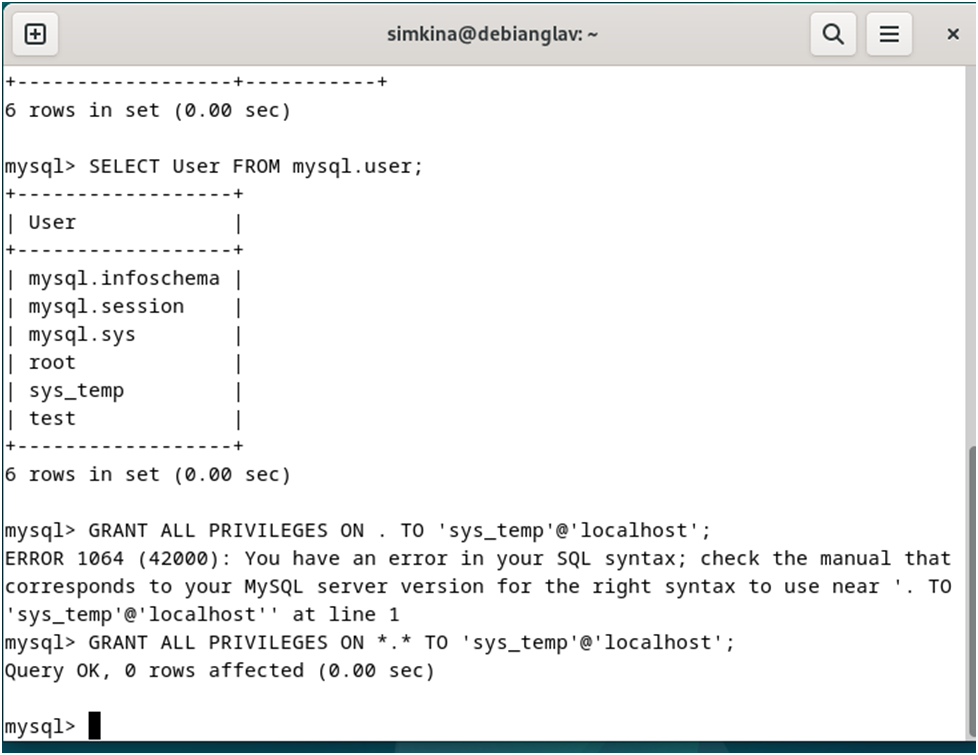 simkina@debianglav: ~
+------------------+-----------+
6 rows in set (0.00 sec)
mysql> SELECT User FROM mysql.user;
+------------------+
| User             |
+------------------+
| mysql.infoschema |
| mysql.session    |
| mysql.sys        |
| root             |
| sys_temp         |
| test             |
+------------------+
6 rows in set (0.00 sec)
mysql> GRANT ALL PRIVILEGES ON . TO 'sys_temp'@'localhost';
ERROR 1064 (42000): You have an error in your SQL syntax; check the manual that
corresponds to your MySQL server version for the right syntax to use near '. TO
'sys_temp'@'localhost'' at line 1
mysql> GRANT ALL PRIVILEGES ON *.* TO 'sys_temp'@'localhost';
Query OK, 0 rows affected (0.00 sec)
mysql>